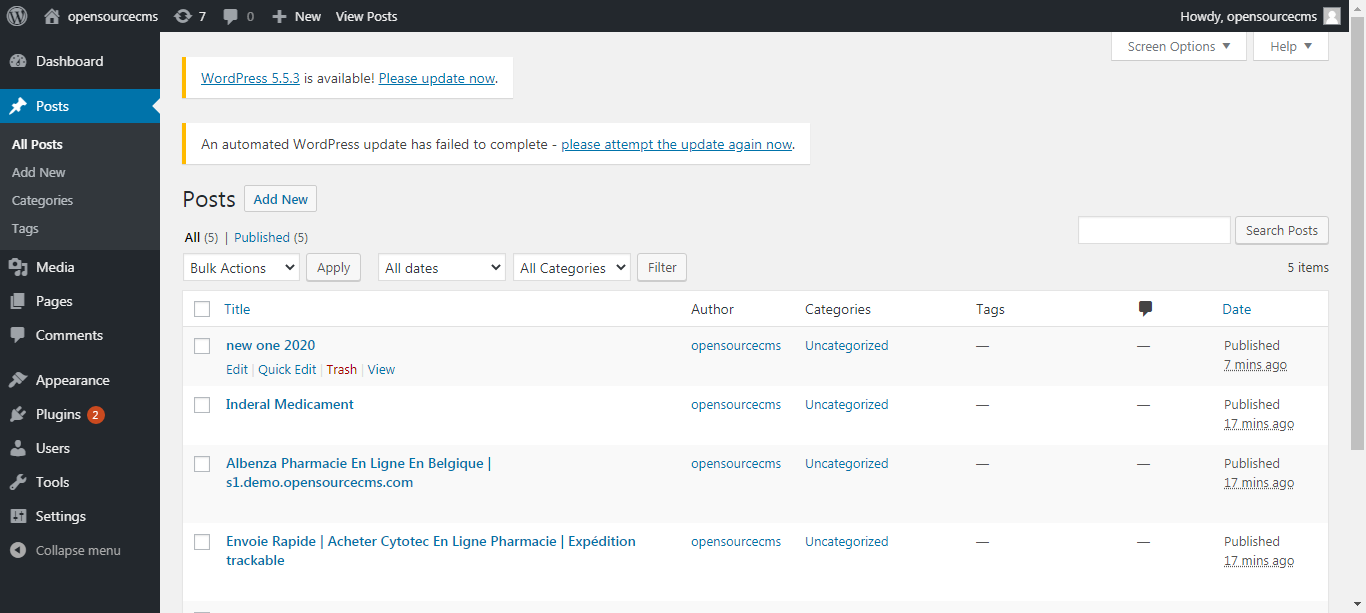 opensourcecms 7 0 New View Posts Howdy, opensourcecms
Screen Options Help
Dashboard
Posts
All Posts
Add New
Categories
Tags
Media
Pages
Comments
Appearance
Plugins 2
Users
Tools
Settings
Collapse menu
WordPress 5.5.3 is available! Please update now.
An automated WordPress update has failed to complete - please attempt the update again now.
Posts Add New
All (5) | Published (5)
Search Posts
Bulk Actions Apply All dates All Categories Filter 5 items
Title Author Categories Tags Date
new one 2020 opensourcecms Uncategorized — — Published
Edit | Quick Edit | Trash | View 7 mins ago
Inderal Medicament opensourcecms Uncategorized — — Published
17 mins ago
Albenza Pharmacie En Ligne En Belgique | opensourcecms Uncategorized — — Published
s1.demo.opensourcecms.com 17 mins ago
Envoie Rapide | Acheter Cytotec En Ligne Pharmacie | Expédition opensourcecms Uncategorized — — Published
trackable 17 mins ago